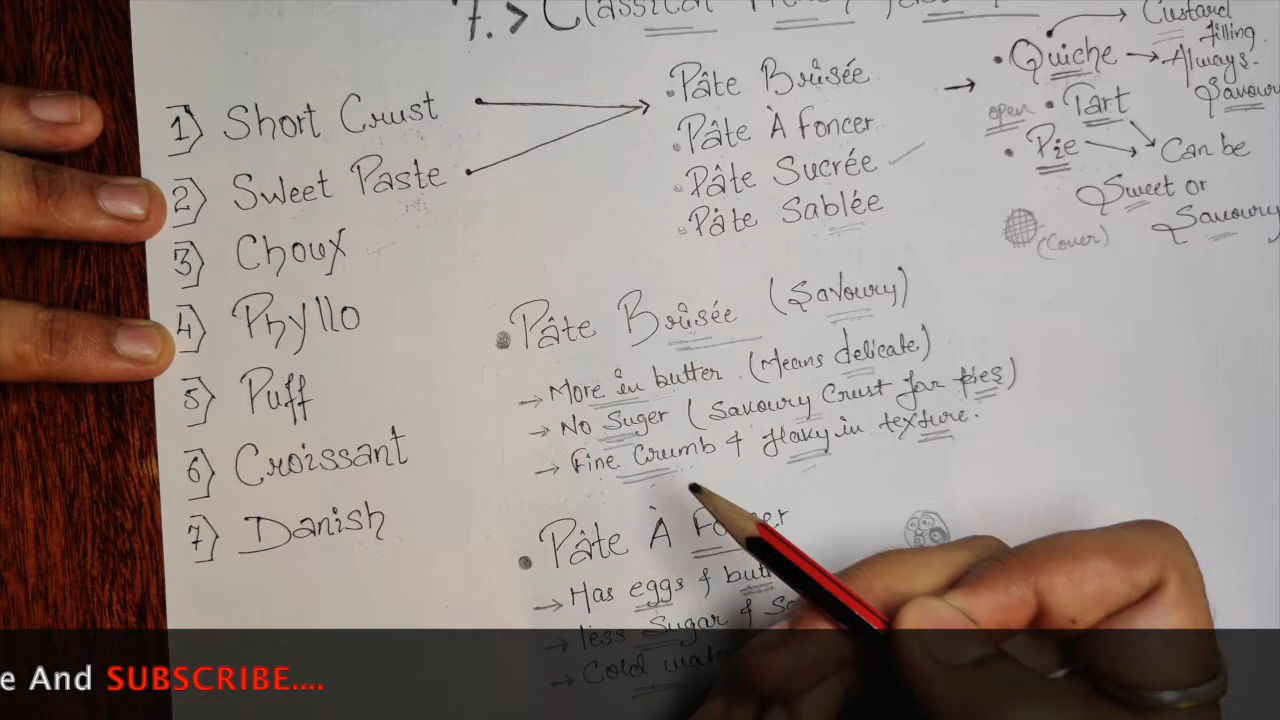 7.> Classical
1) Short Crust
2) Sweet Paste
3) Choux
4) Phyllo
5) Puff
6) Croissant
7) Danish
• Pâte Brisée
• Pâte À Foncer
• Pâte Sucrée
• Pâte Sablée
• Quiche → Always
Custard filling.
Savoury
open • Tart
• Pie → Can be
Sweet or
Savoury
(Cover)
• Pâte Brisée (Savoury)
→ More in butter (Means delicate)
→ No Suger (Savoury Crust for pies)
→ Fine Crumb & flaky in texture.
• Pâte À Foncer
→ Has eggs &
→ less Sugar &
→ Cold
e And SUBSCRIBE....